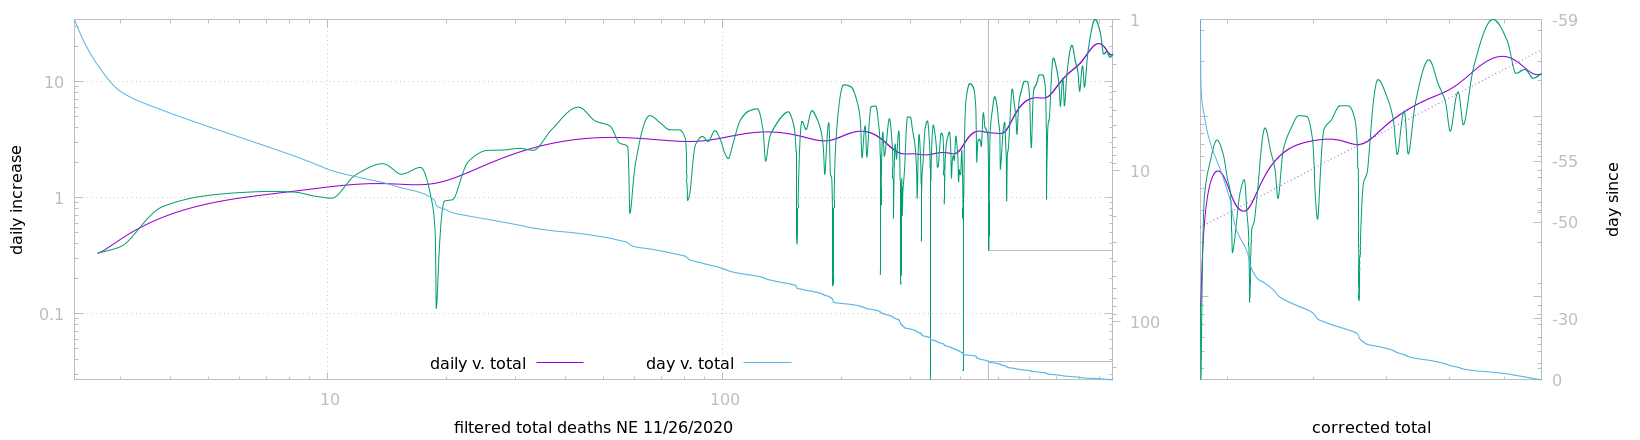 1
-59
10
daily increase
10
-55
day since
1
-50
0.1
100
-30
daily v. total
day v. total
0
10
100
filtered total deaths NE 11/26/2020
corrected total